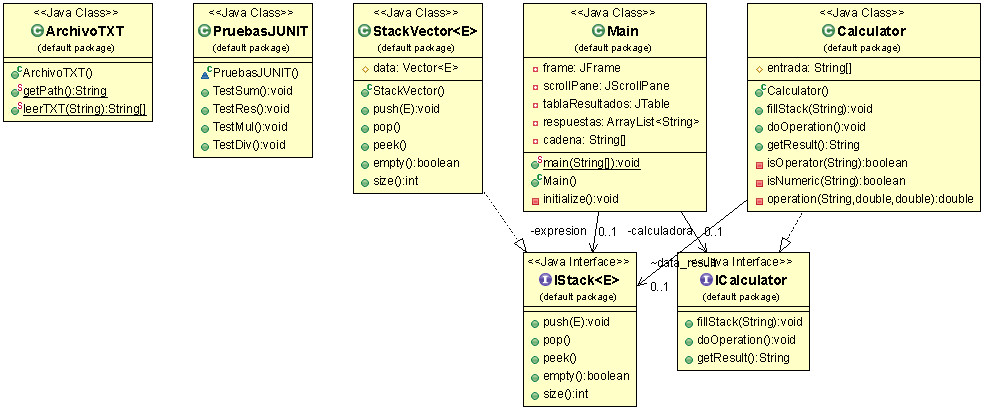 <<Java Class>>
ArchivoTXT
(default package)
ArchivoTXT()
getPath():String
leerTXT(String):String[]
<<Java Class>>
PruebasJUNIT
(default package)
PruebasJUNIT()
TestSum():void
TestRes():void
TestMul():void
TestDiv():void
<<Java Class>>
StackVector<E>
(default package)
data: Vector<E>
StackVector()
push(E):void
pop()
peek()
empty():boolean
size():int
<<Java Class>>
Main
(default package)
frame: JFrame
scrollPane: JScrollPane
tablaResultados: JTable
respuestas: ArrayList<String>
cadena: String[]
main(String[]):void
Main()
initialize():void
<<Java Class>>
Calculator
(default package)
entrada: String[]
Calculator()
fillStack(String):void
doOperation():void
getResult():String
isOperator(String):boolean
isNumeric(String):boolean
operation(String,double,double):double
-expresion 0..1
-calculadora 0..1
~data_result
0..1
<<Java Interface>>
IStack<E>
(default package)
push(E):void
pop()
peek()
empty():boolean
size():int
<<Java Interface>>
ICalculator
(default package)
fillStack(String):void
doOperation():void
getResult():String